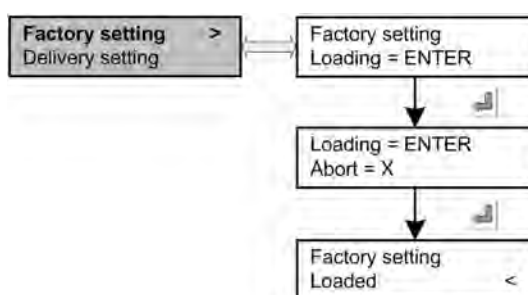 Factory setting >
Delivery setting
Factory setting
Loading = ENTER
Loading = ENTER
Abort = X
Factory setting
Loaded <